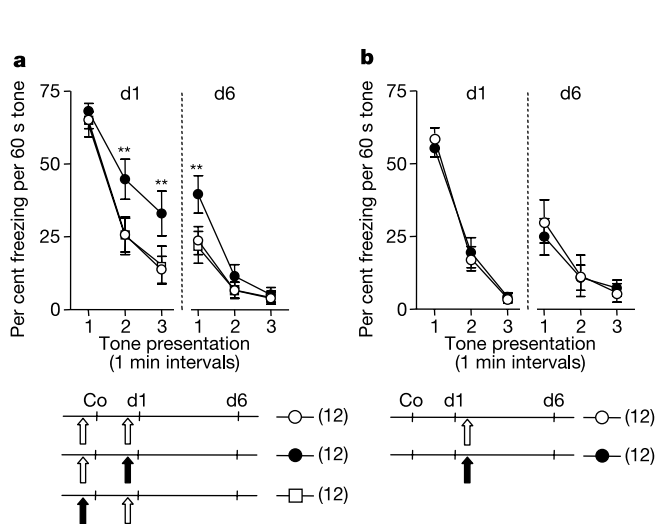 a
Per cent freezing per 60 s tone
75
50
25
0
d1
d6
**
**
**
1 2 3 1 2 3
Tone presentation
(1 min intervals)
Co d1 d6
(12)
(12)
(12)
b
Per cent freezing per 60 s tone
75
50
25
0
d1
d6
1 2 3 1 2 3
Tone presentation
(1 min intervals)
Co d1 d6
(12)
(12)